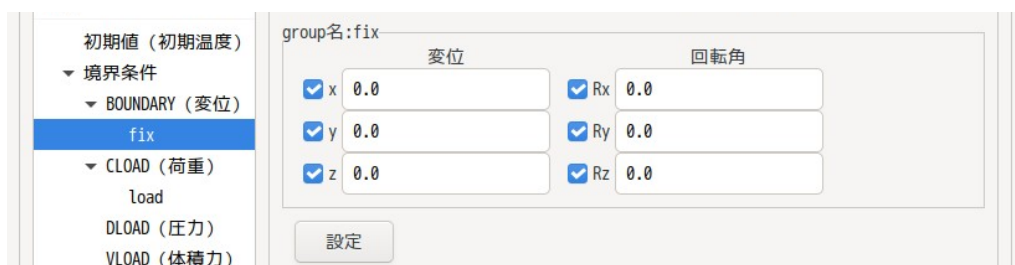 初期値（初期温度）
▼ 境界条件
▼ BOUNDARY（変位）
fix
▼ CLOAD（荷重）
load
DLOAD（圧力）
VLOAD（体積力）
group名:fix
変位 回転角
x 0.0 Rx 0.0
y 0.0 Ry 0.0
z 0.0 Rz 0.0
設定